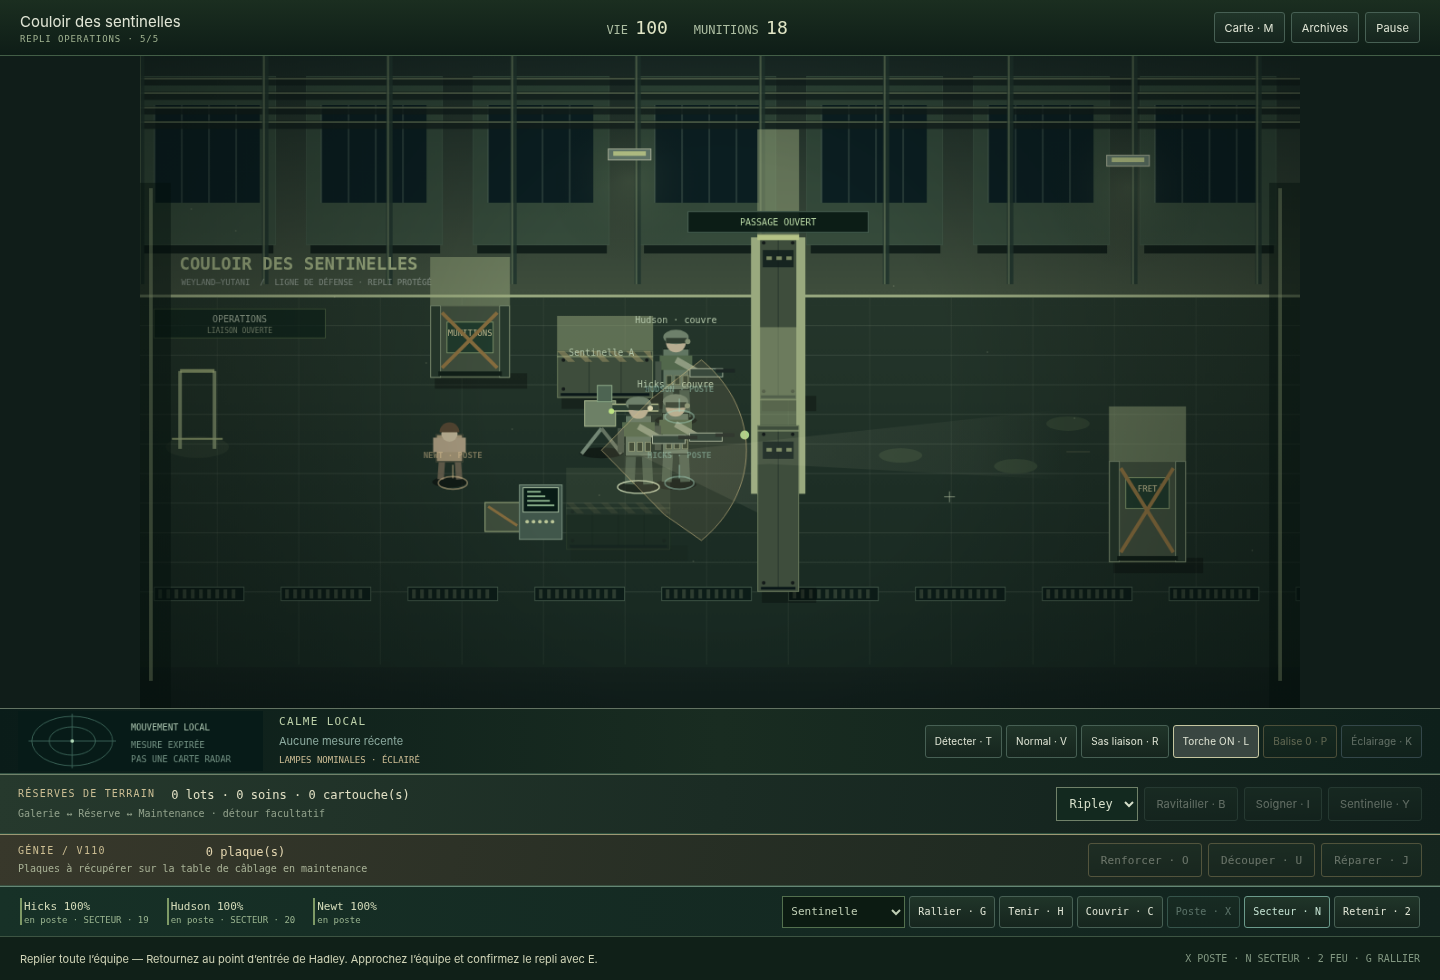 Couloir des sentinelles
REPLI OPERATIONS · 5/5
VIE 100 MUNITIONS 18
Carte · M
Archives
Pause
PASSAGE OUVERT
COULOIR DES SENTINELLES
WEYLAND-YUTANI / LIGNE DE DÉFENSE · REPLI PROTÉGÉ
OPERATIONS
LIAISON OUVERTE
MUNITIONS
Hudson · couvre
Sentinelle A
Hicks · couvre
HUDSON · POSTE
NEWT · POSTE
HICKS · POSTE
FRET
MOUVEMENT LOCAL
MESURE EXPIRÉE
PAS UNE CARTE RADAR
CALME LOCAL
Aucune mesure récente
LAMPES NOMINALES · ÉCLAIRÉ
Détecter · T
Normal · V
Sas liaison · R
Torche ON · L
Balise 0 · P
Éclairage · K
RÉSERVES DE TERRAIN 0 lots · 0 soins · 0 cartouche(s)
Galerie ↔ Réserve ↔ Maintenance · détour facultatif
Ripley
Ravitailler · B
Soigner · I
Sentinelle · Y
GÉNIE / V110 0 plaque(s)
Plaques à récupérer sur la table de câblage en maintenance
Renforcer · O
Découper · U
Réparer · J
Hicks 100%
en poste · SECTEUR · 19
Hudson 100%
en poste · SECTEUR · 20
Newt 100%
en poste
Sentinelle
Rallier · G
Tenir · H
Couvrir · C
Poste · X
Secteur · N
Retenir · 2
Replier toute l'équipe — Retournez au point d'entrée de Hadley. Approchez l'équipe et confirmez le repli avec E.
X POSTE · N SECTEUR · 2 FEU · G RALLIER